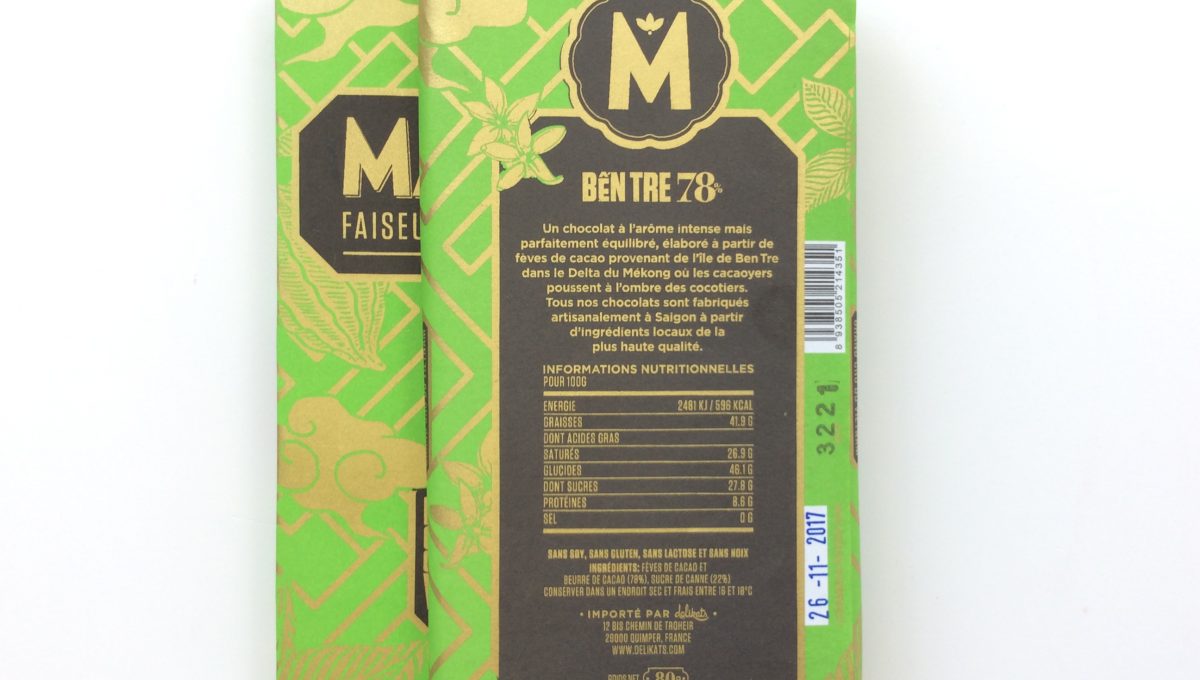 MA
FAISEU
M
BẾN TRE 78%
Un chocolat à l'arôme intense mais
parfaitement équilibré, élaboré à partir de
fèves de cacao provenant de l'île de Ben Tre
dans le Delta du Mékong où les cacaoyers
poussent à l'ombre des cocotiers.
Tous nos chocolats sont fabriqués
artisanalement à Saigon à partir
d'ingrédients locaux de la
plus haute qualité.
INFORMATIONS NUTRITIONNELLES
POUR 100G
ENERGIE 2481 KJ / 596 KCAL
GRAISSES 41.9 G
DONT ACIDES GRAS
SATURÉS 26.9 G
GLUCIDES 46.1 G
DONT SUCRES 27.8 G
PROTÉINES 8.6 G
SEL 0 G
SANS SOY, SANS GLUTEN, SANS LACTOSE ET SANS NOIX
INGRÉDIENTS: FÈVES DE CACAO ET
BEURRE DE CACAO (78%), SUCRE DE CANNE (22%)
CONSERVER DANS UN ENDROIT SEC ET FRAIS ENTRE 16 ET 18°C
• IMPORTÉ PAR delikats •
12 BIS CHEMIN DE TROHEIR
29000 QUIMPER, FRANCE
WWW.DELIKATS.COM
POIDS NET 80g
8 938505 214351
3221
26 -11- 2017